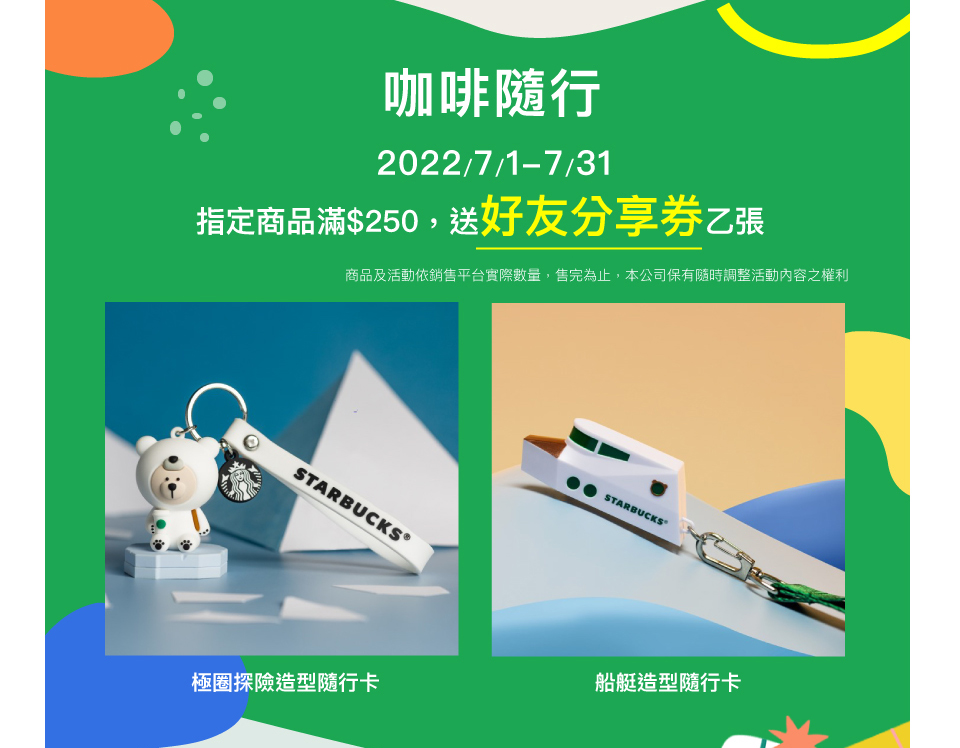 咖啡隨行
2022/7/1–7/31
指定商品滿$250，送好友分享券乙張
商品及活動依銷售平台實際數量，售完為止，本公司保有隨時調整活動內容之權利
STARBUCKS®
STARBUCKS®
極圈探險造型隨行卡
船艇造型隨行卡